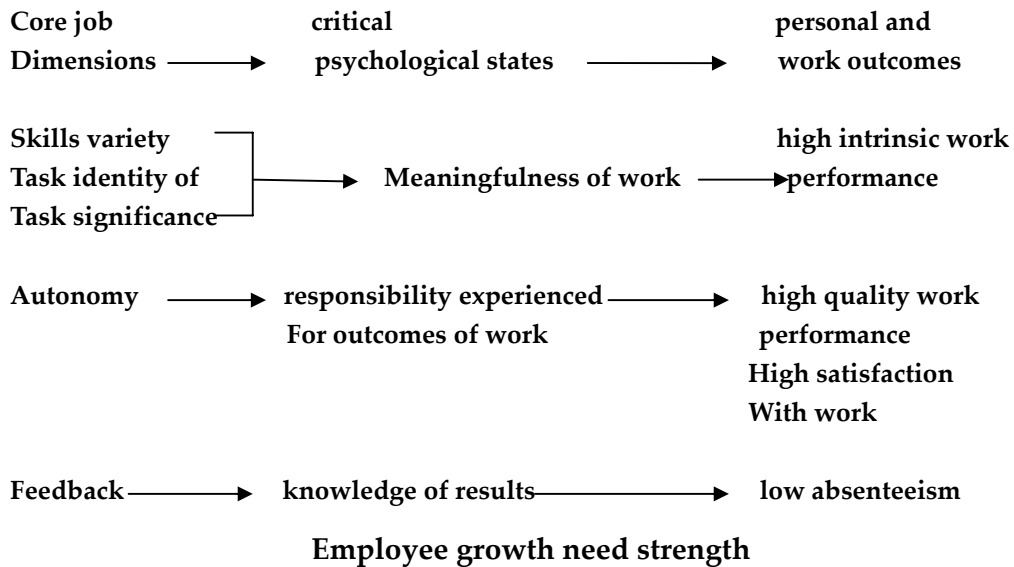 Core job critical personal and
Dimensions psychological states work outcomes
Skills variety high intrinsic work
Task identity of Meaningfulness of work performance
Task significance
Autonomy responsibility experienced high quality work
For outcomes of work performance
High satisfaction
With work
Feedback knowledge of results low absenteeism
Employee growth need strength